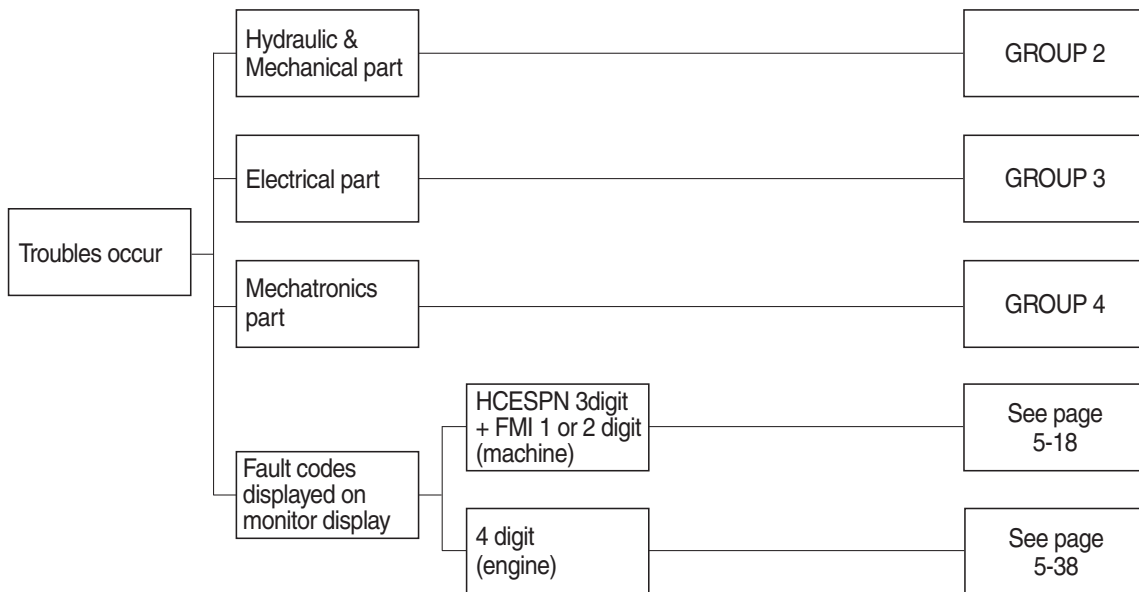 Troubles occur
Hydraulic &
Mechanical part
GROUP 2
Electrical part
GROUP 3
Mechatronics
part
GROUP 4
Fault codes
displayed on
monitor display
HCESPN 3digit
+ FMI 1 or 2 digit
(machine)
See page
5-18
4 digit
(engine)
See page
5-38